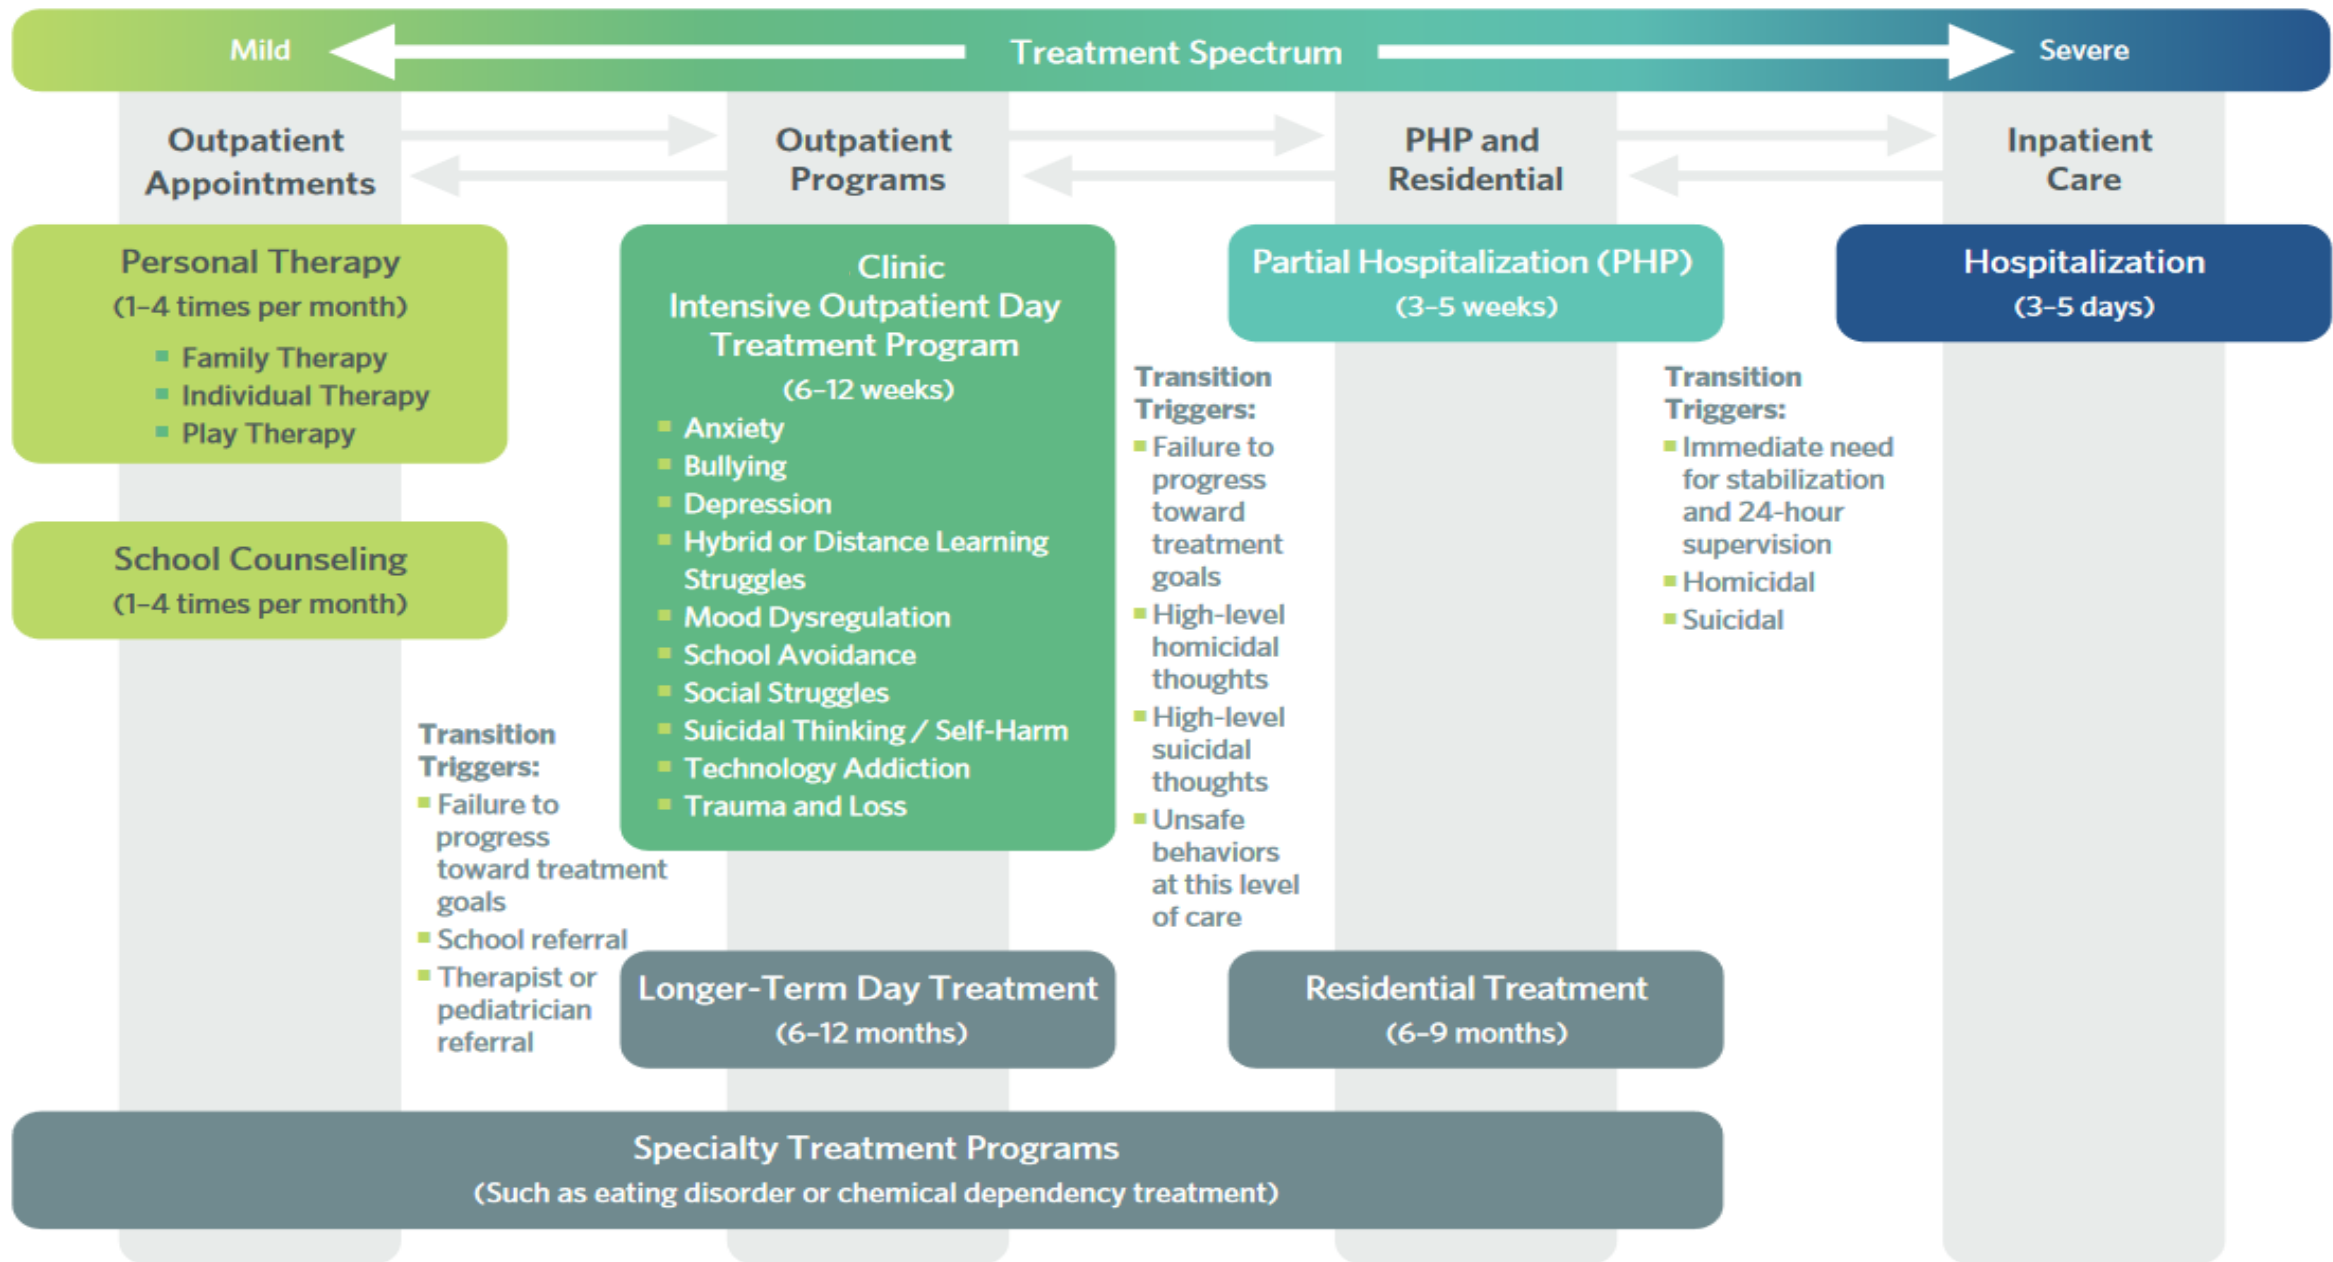 Mild
Treatment Spectrum
Severe
Outpatient
Appointments
Outpatient
Programs
PHP and
Residential
Inpatient
Care
Personal Therapy
(1–4 times per month)
Family Therapy
Individual Therapy
Play Therapy
School Counseling
(1–4 times per month)
Transition
Triggers:
Failure to
progress
toward treatment
goals
School referral
Therapist or
pediatrician
referral
Clinic
Intensive Outpatient Day
Treatment Program
(6–12 weeks)
Anxiety
Bullying
Depression
Hybrid or Distance Learning
Struggles
Mood Dysregulation
School Avoidance
Social Struggles
Suicidal Thinking / Self-Harm
Technology Addiction
Trauma and Loss
Longer-Term Day Treatment
(6–12 months)
Transition
Triggers:
Failure to
progress
toward
treatment
goals
High-level
homicidal
thoughts
High-level
suicidal
thoughts
Unsafe
behaviors
at this level
of care
Partial Hospitalization (PHP)
(3–5 weeks)
Residential Treatment
(6–9 months)
Transition
Triggers:
Immediate need
for stabilization
and 24-hour
supervision
Homicidal
Suicidal
Hospitalization
(3–5 days)
Specialty Treatment Programs
(Such as eating disorder or chemical dependency treatment)